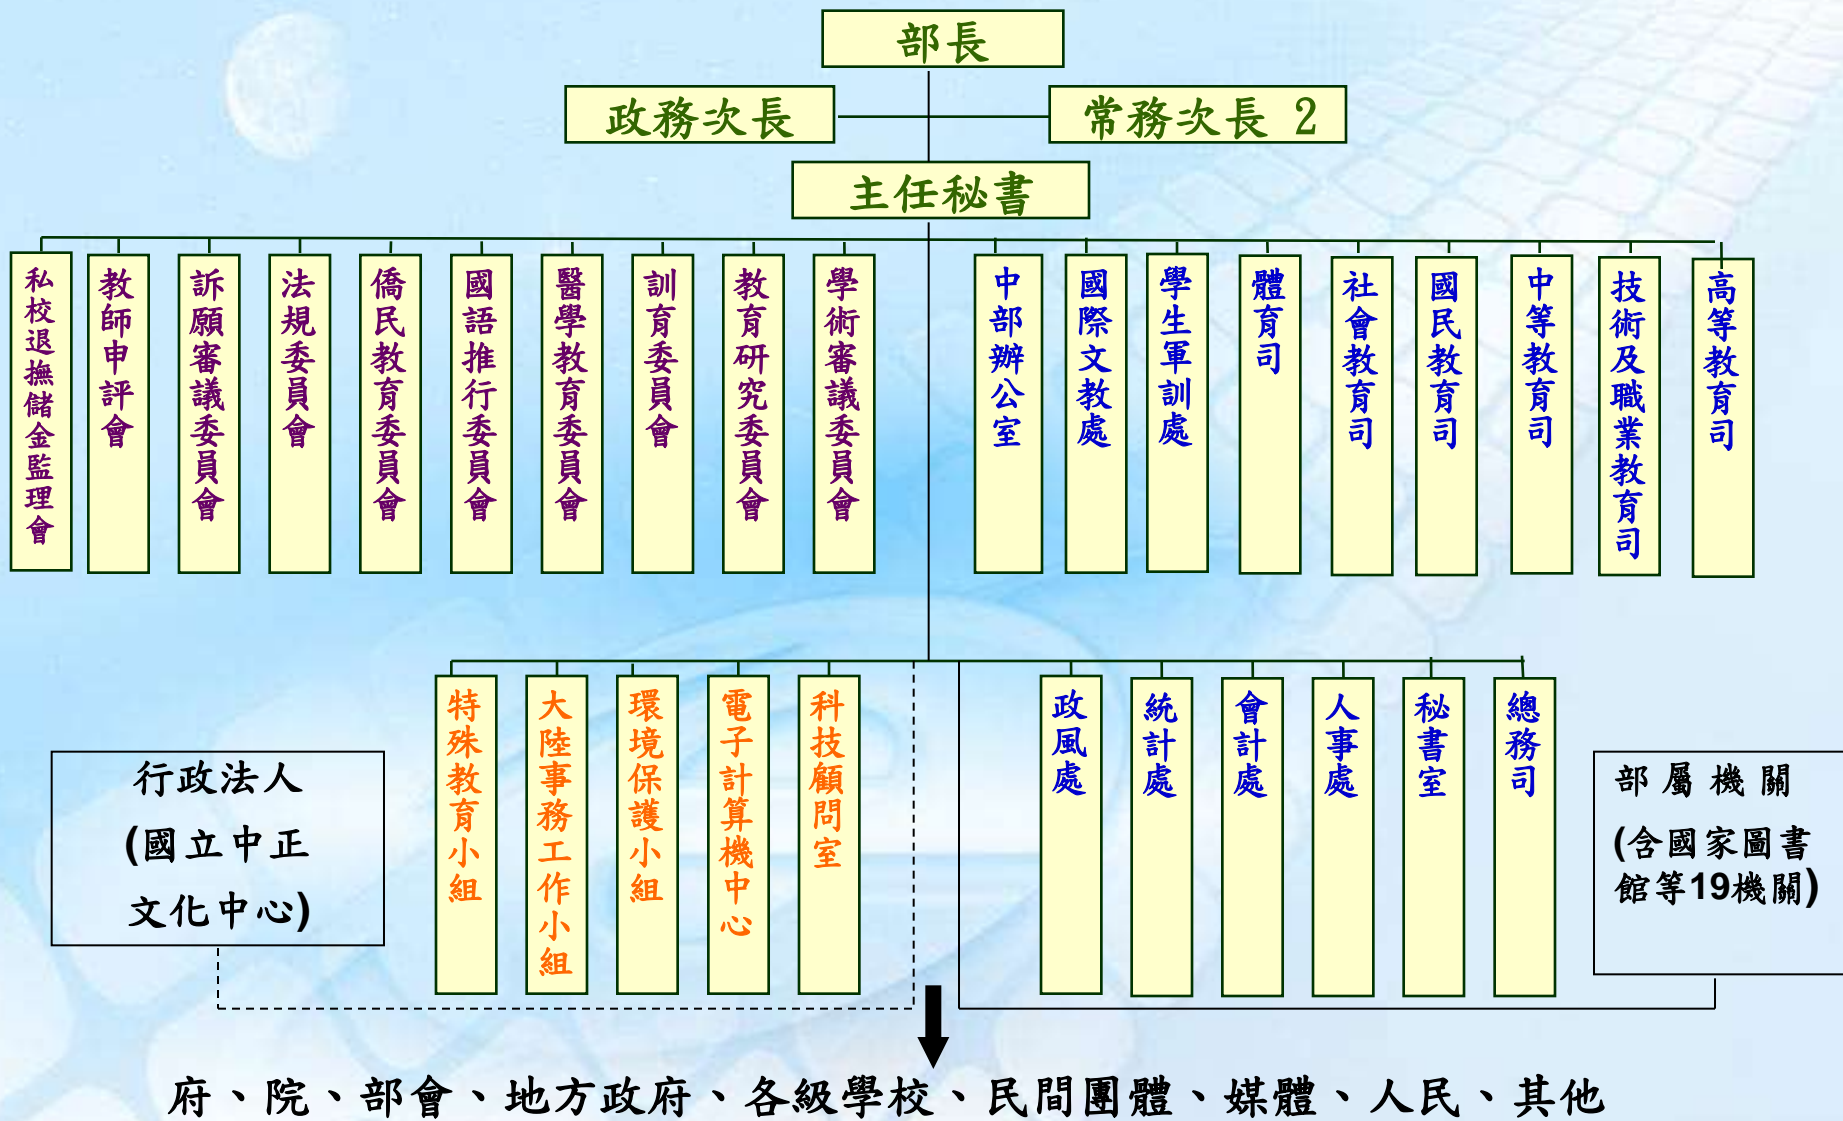 部長
政務次長
常務次長 2
主任秘書
私校退撫儲金監理會
教師申評會
訴願審議委員會
法規委員會
僑民教育委員會
國語推行委員會
醫學教育委員會
訓育委員會
教育研究委員會
學術審議委員會
中部辦公室
國際文教處
學生軍訓處
體育司
社會教育司
國民教育司
中等教育司
技術及職業教育司
高等教育司
特殊教育小組
大陸事務工作小組
環境保護小組
電子計算機中心
科技顧問室
政風處
統計處
會計處
人事處
秘書室
總務司
行政法人
(國立中正
文化中心)
部屬機關
(含國家圖書
館等19機關)
府、院、部會、地方政府、各級學校、民間團體、媒體、人民、其他